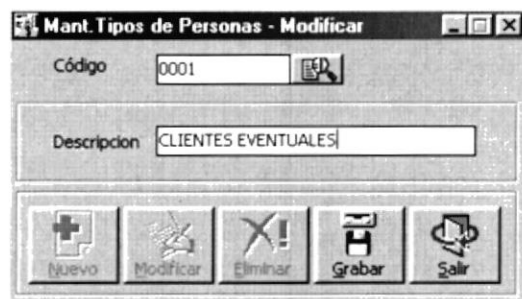 Mant.Tipos de Personas - Modificar
Código 0001
Descripcion CLIENTES EVENTUALES
Nuevo Modificar Eliminar Grabar Salir